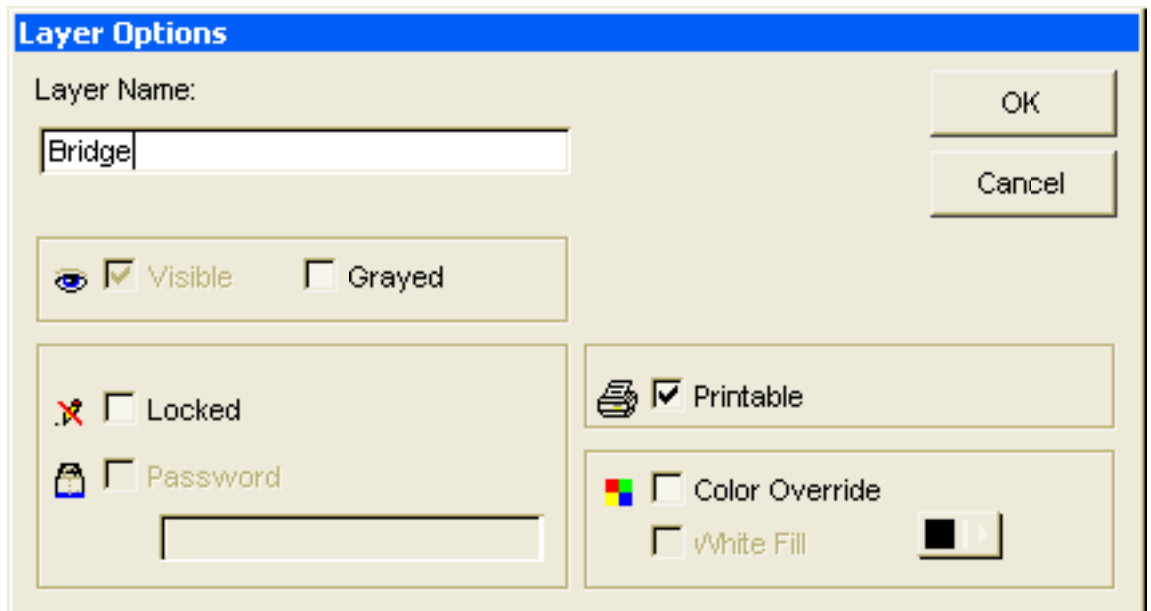 Layer Options
Layer Name:
OK
Bridge
Cancel
Visible Grayed
Locked
Password
Printable
Color Override
White Fill